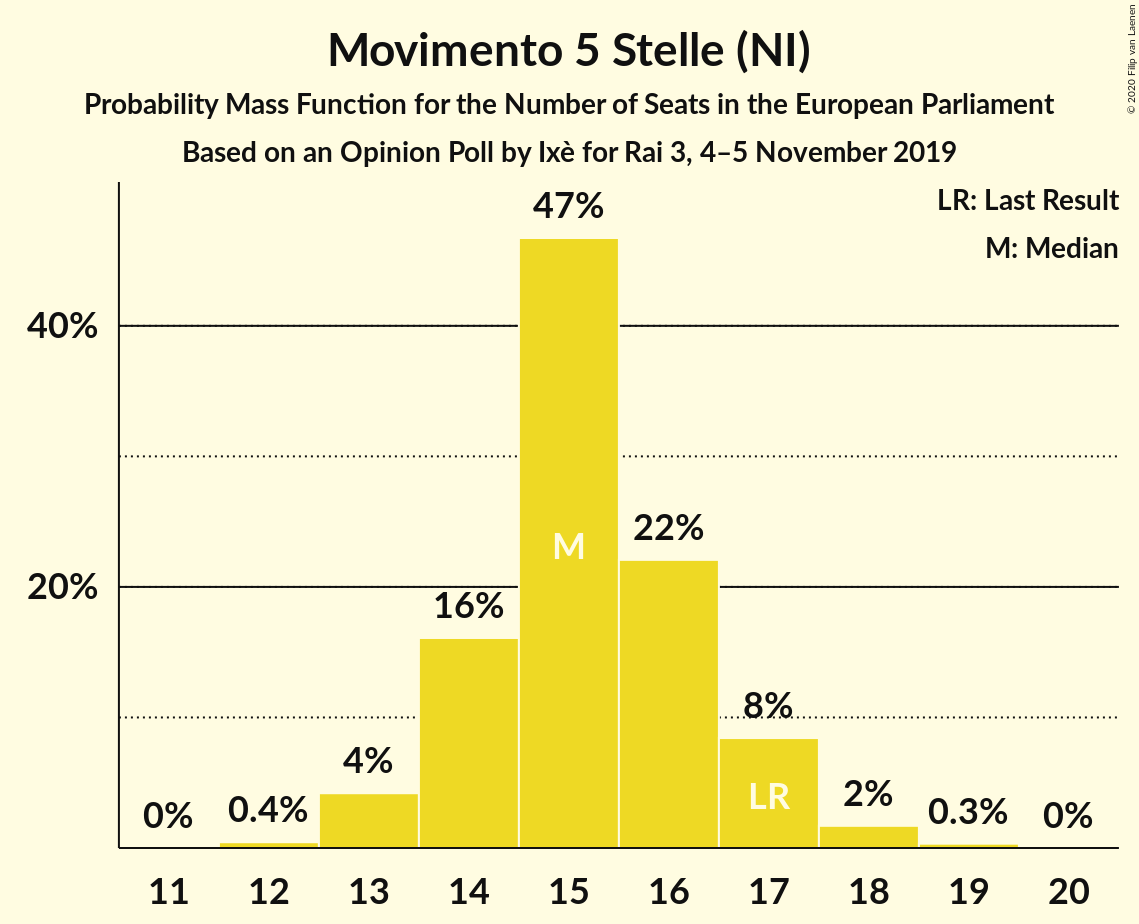 Movimento 5 Stelle (NI)
Probability Mass Function for the Number of Seats in the European Parliament
Based on an Opinion Poll by Ixè for Rai 3, 4–5 November 2019
© 2020 Filip van Laenen
LR: Last Result
M: Median
47%
40%
M
22%
20%
16%
8%
LR
4%
2%
0%
0.4%
0.3%
0%
11 12 13 14 15 16 17 18 19 20